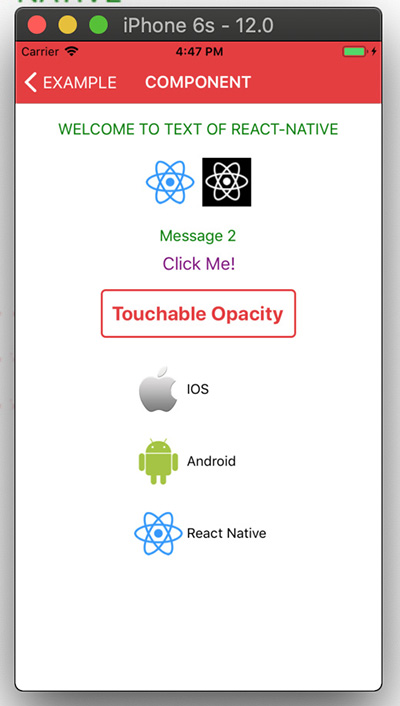 NATIVE
iPhone 6s - 12.0
Carrier 4:47 PM
EXAMPLE COMPONENT
WELCOME TO TEXT OF REACT-NATIVE
Message 2
Click Me!
Touchable Opacity
IOS
Android
React Native